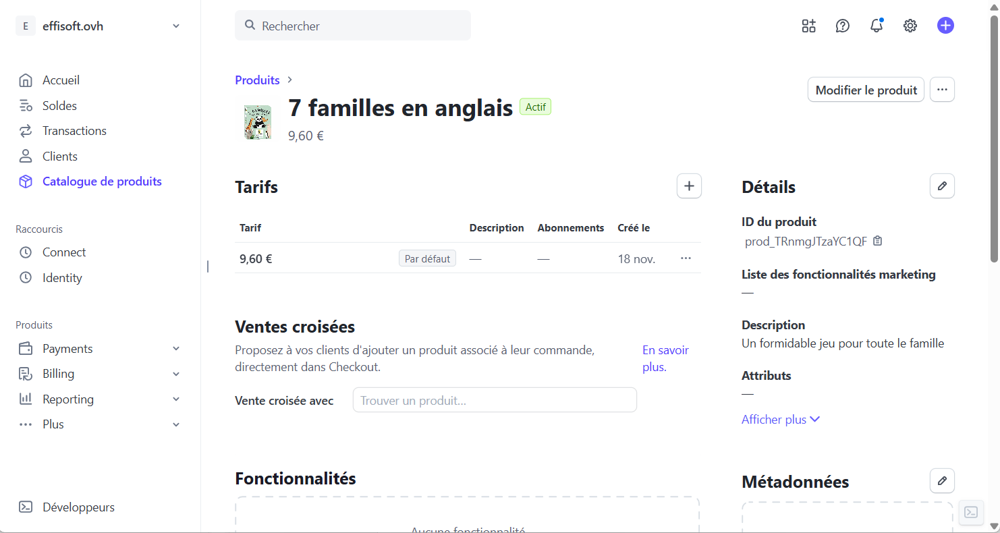 E effisoft.ovh
Rechercher
Accueil
Soldes
Transactions
Clients
Catalogue de produits
Raccourcis
Connect
Identity
Produits
Payments
Billing
Reporting
Plus
Développeurs
Produits
7 familles en anglais Actif
9,60 €
Modifier le produit
Tarifs
Tarif Description Abonnements Créé le
9,60 € Par défaut — — 18 nov.
Ventes croisées
Proposez à vos clients d'ajouter un produit associé à leur commande,
directement dans Checkout.
En savoir
plus.
Vente croisée avec Trouver un produit...
Fonctionnalités
Aucune fonctionnalité
Détails
ID du produit
prod_TRnmgJTzaYC1QF
Liste des fonctionnalités marketing
—
Description
Un formidable jeu pour toute le famille
Attributs
—
Afficher plus
Métadonnées